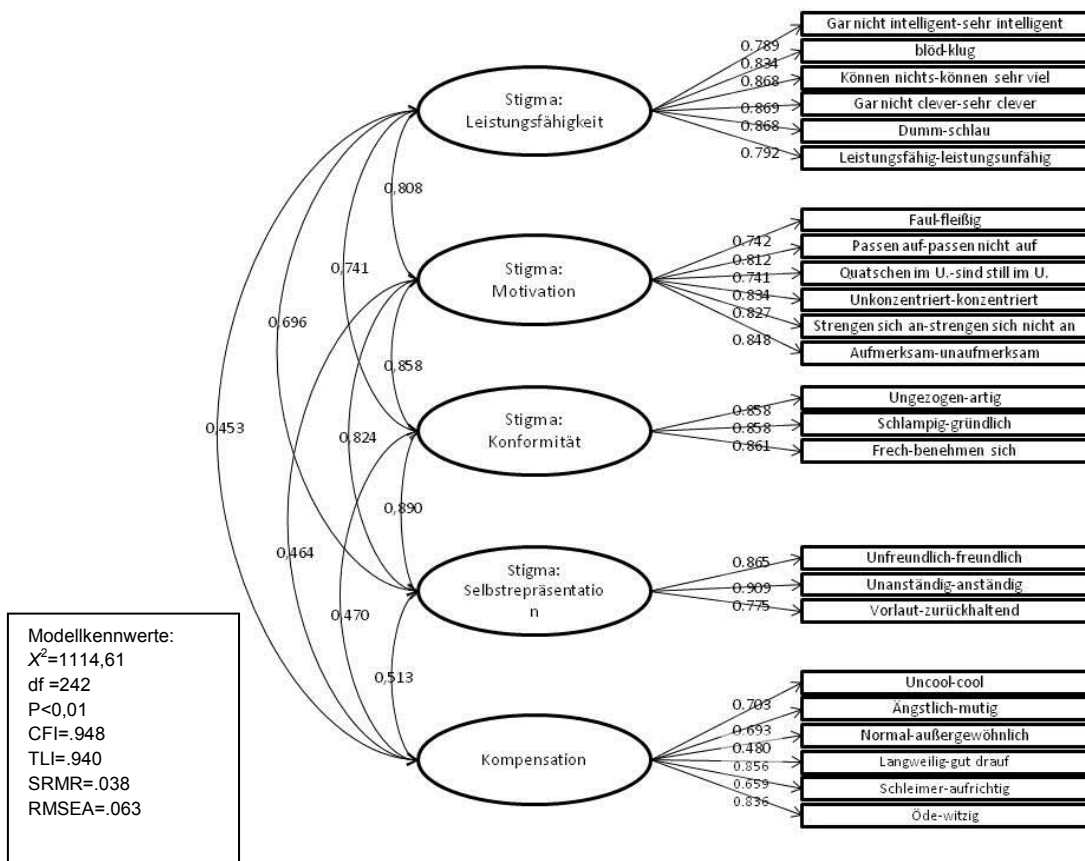 Stigma:
Leistungsfähigkeit
0.789
0.834
0.868
0.869
0.868
0.792
Gar nicht intelligent-sehr intelligent
blöd-klug
Können nichts-können sehr viel
Gar nicht clever-sehr clever
Dumm-schlau
Leistungsfähig-leistungsunfähig
0,808
0,741
0,696
0,453
Stigma:
Motivation
0.742
0.812
0.741
0.834
0.827
0.848
Faul-fleißig
Passen auf-passen nicht auf
Quatschen im U.-sind still im U.
Unkonzentriert-konzentriert
Strengen sich an-strengen sich nicht an
Aufmerksam-unaufmerksam
0,858
0,824
0,464
Stigma:
Konformität
0.858
0.858
0.861
Ungezogen-artig
Schlampig-gründlich
Frech-benehmen sich
0,890
0,470
Stigma:
Selbstrepräsentatio
n
0.865
0.909
0.775
Unfreundlich-freundlich
Unanständig-anständig
Vorlaut-zurückhaltend
0,513
Kompensation
0.703
0.693
0.480
0.856
0.659
0.836
Uncool-cool
Ängstlich-mutig
Normal-außergewöhnlich
Langweilig-gut drauf
Schleimer-aufrichtig
Öde-witzig
Modellkennwerte:
X²=1114,61
df =242
P<0,01
CFI=.948
TLI=.940
SRMR=.038
RMSEA=.063